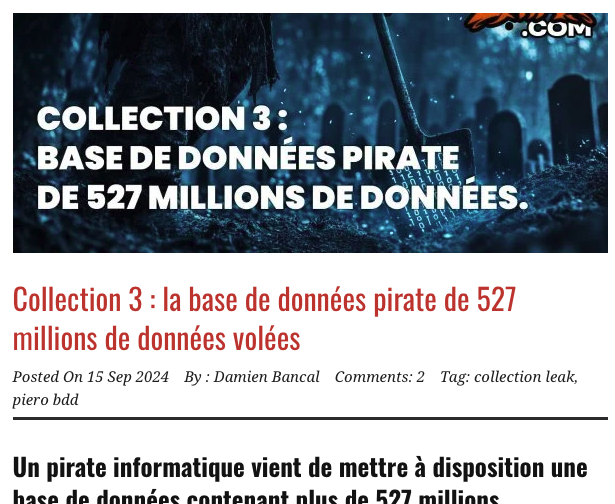 .COM
COLLECTION 3 :
BASE DE DONNÉES PIRATE
DE 527 MILLIONS DE DONNÉES.
Collection 3 : la base de données pirate de 527
millions de données volées
Posted On 15 Sep 2024 By : Damien Bancal Comments: 2 Tag: collection leak,
piero bdd
Un pirate informatique vient de mettre à disposition une
base de données contenant plus de 527 millions